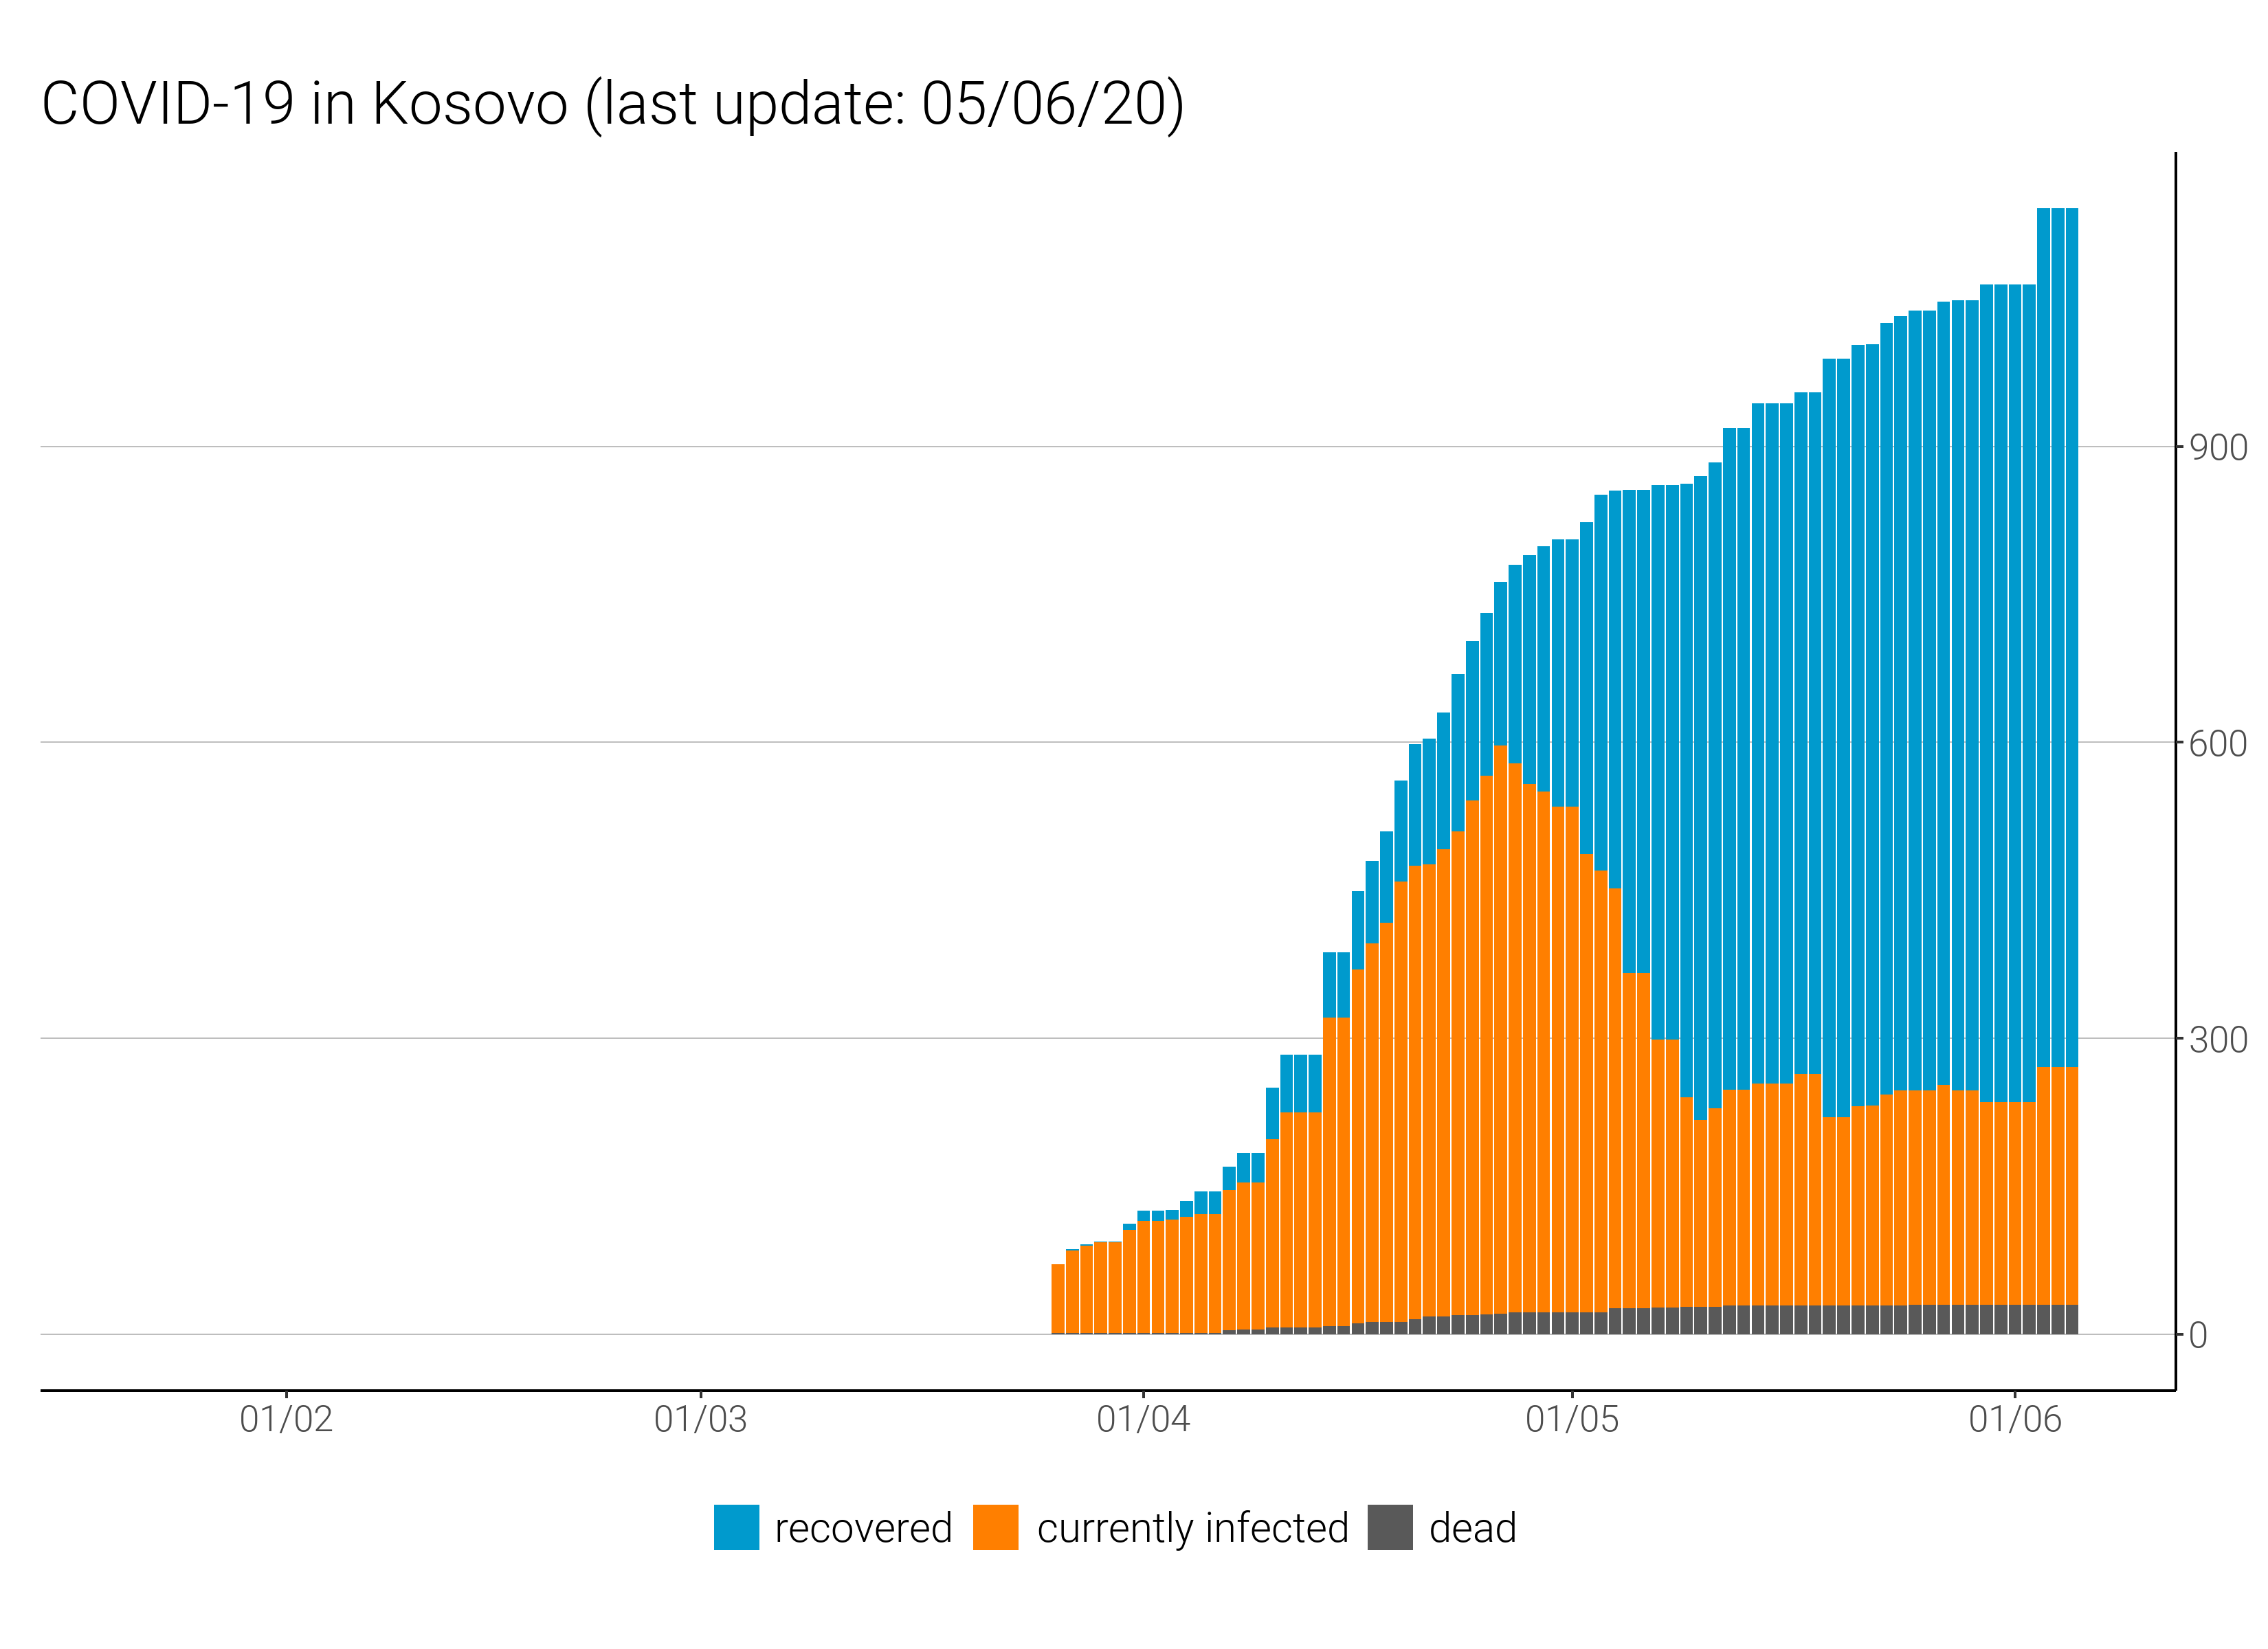 COVID-19 in Kosovo (last update: 05/06/20)
900
600
300
0
01/02 01/03 01/04 01/05 01/06
recovered currently infected dead